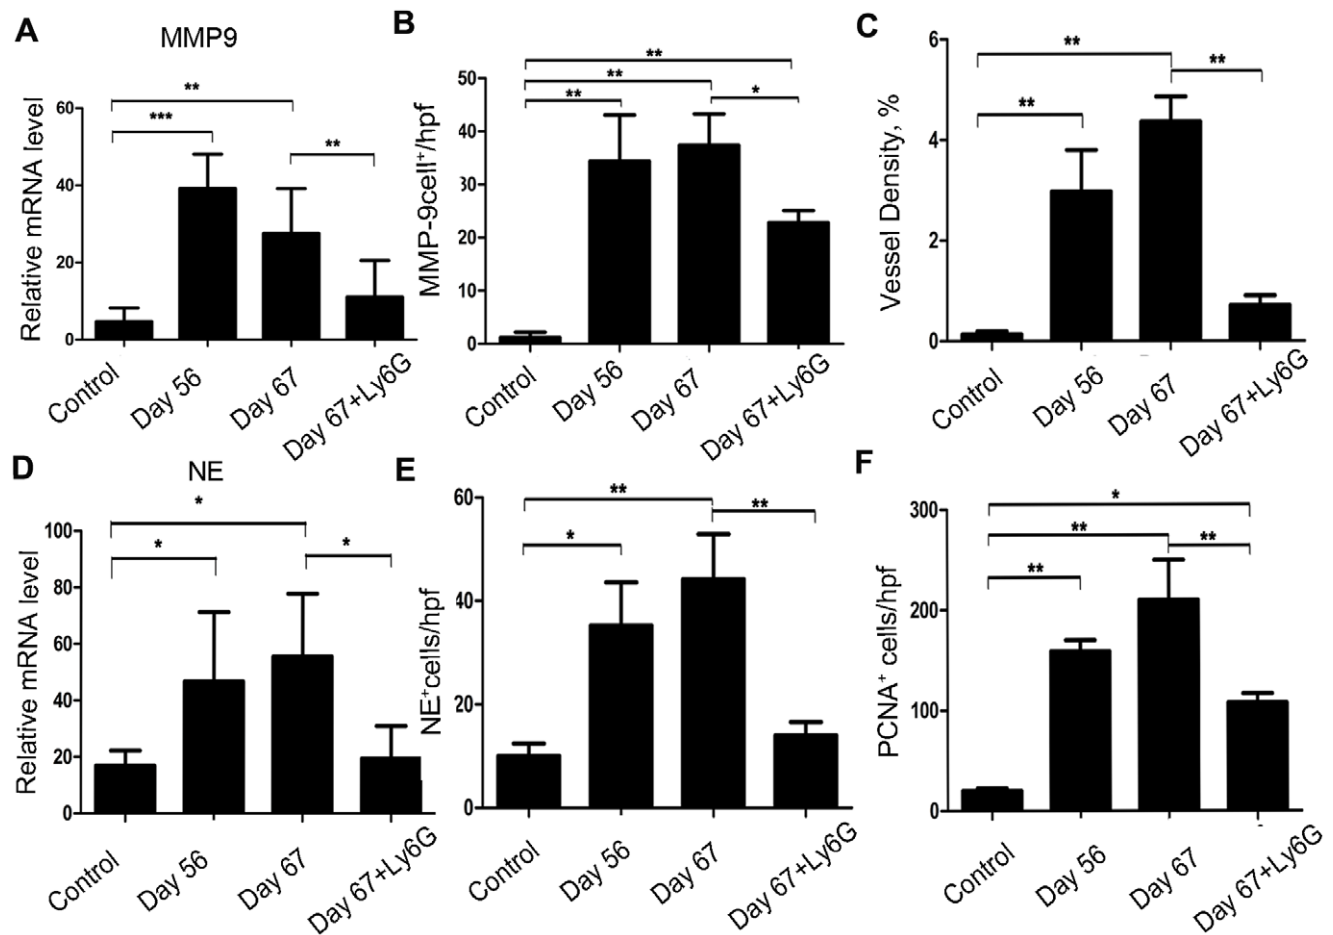 A
MMP9
Relative mRNA level
60
40
20
0
**
***
**
Control
Day 56
Day 67
Day 67+Ly6G
B
MMP-9cell⁺/hpf
50
40
30
20
10
0
**
**
**
*
Control
Day 56
Day 67
Day 67+Ly6G
C
Vessel Density, %
6
4
2
0
**
**
**
Control
Day 56
Day 67
Day 67+Ly6G
D
NE
Relative mRNA level
100
80
60
40
20
0
*
*
*
Control
Day 56
Day 67
Day 67+Ly6G
E
NE⁺cells/hpf
60
40
20
0
**
**
*
Control
Day 56
Day 67
Day 67+Ly6G
F
PCNA⁺ cells/hpf
300
200
100
0
*
**
**
**
Control
Day 56
Day 67
Day 67+Ly6G